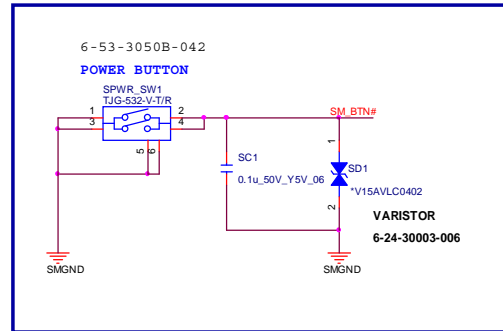 6-53-3050B-042
POWER BUTTON
SPWR_SW1
TJG-532-V-T/R
1
2
3
4
5
6
SM_BTN#
SC1
0.1u_50V_Y5V_06
1
SD1
*V15AVLC0402
2
VARISTOR
6-24-30003-006
SMGND
SMGND